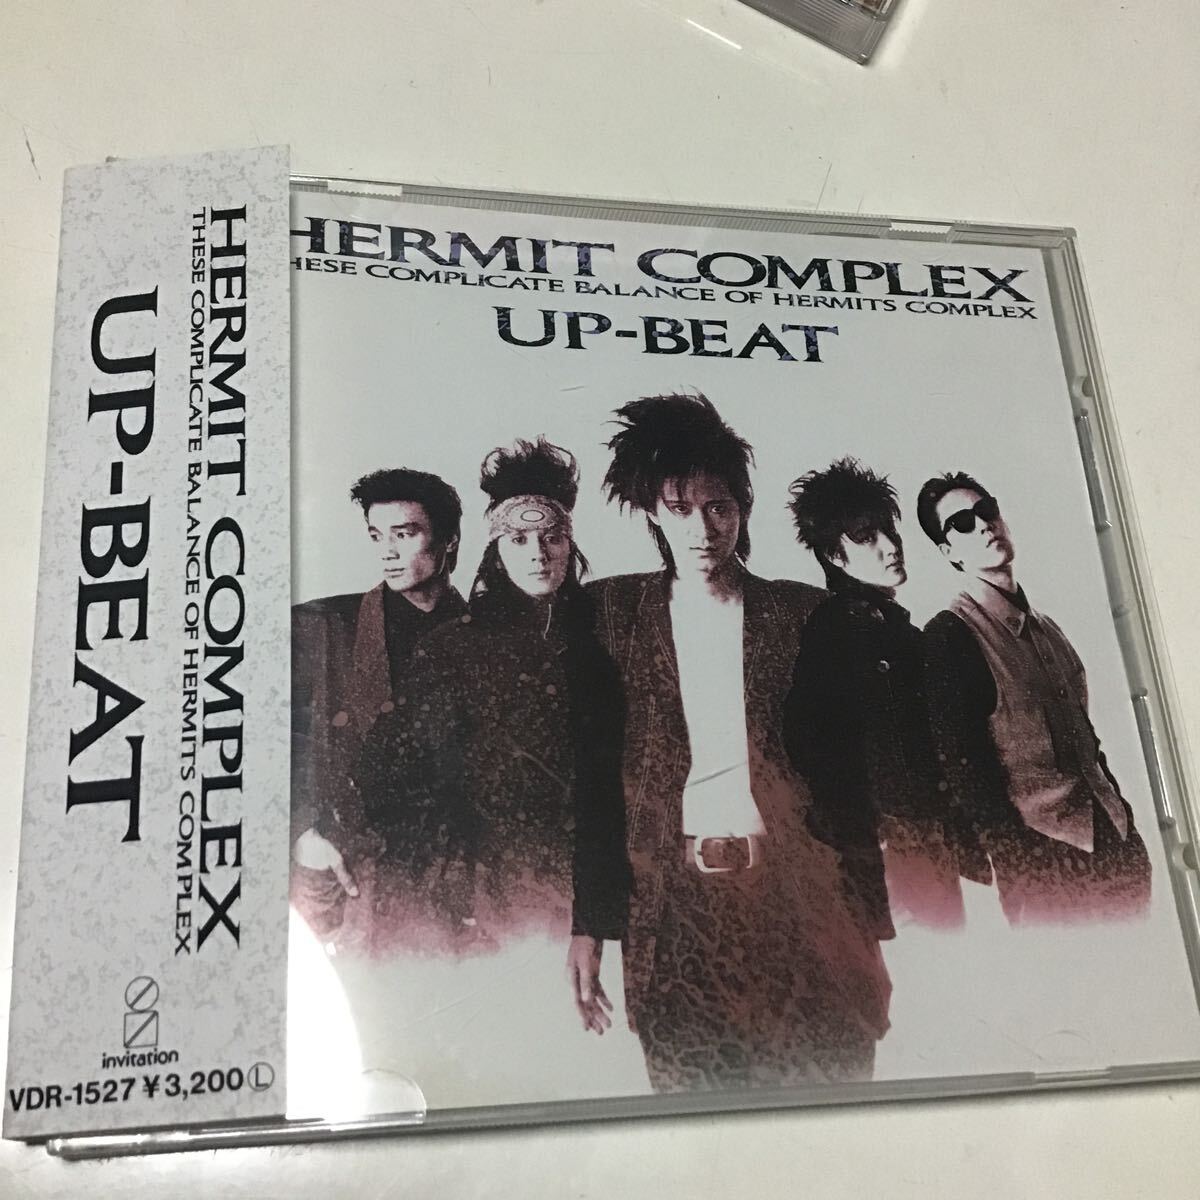 HERMIT COMPLEX
THESE COMPLICATE BALANCE OF HERMITS COMPLEX
UP-BEAT
invitation
VDR-1527 ¥3,200 Ⓛ
HERMIT COMPLEX
HESE COMPLICATE BALANCE OF HERMITS COMPLEX
UP-BEAT